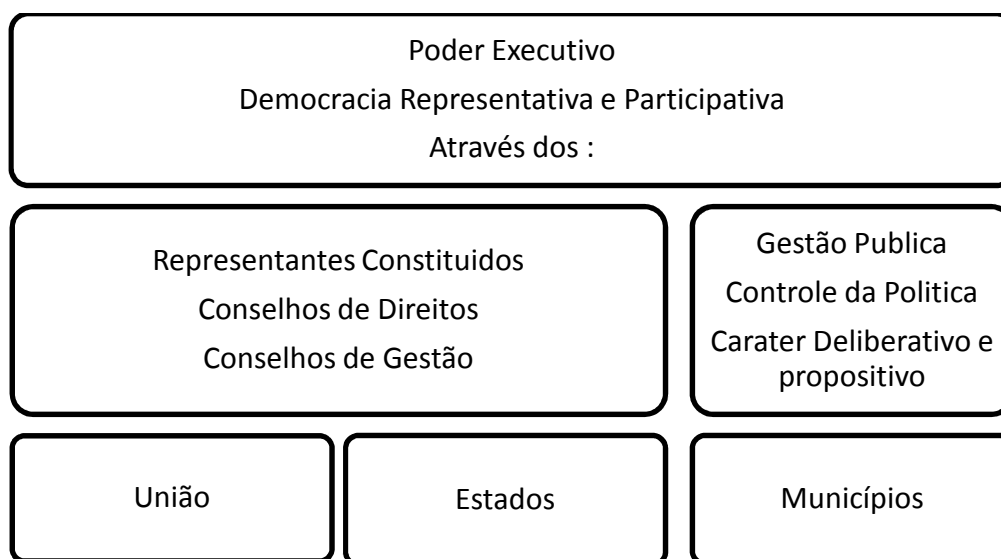 Poder Executivo
Democracia Representativa e Participativa
Através dos :
Representantes Constituidos
Conselhos de Direitos
Conselhos de Gestão
Gestão Publica
Controle da Politica
Carater Deliberativo e
propositivo
União
Estados
Municípios